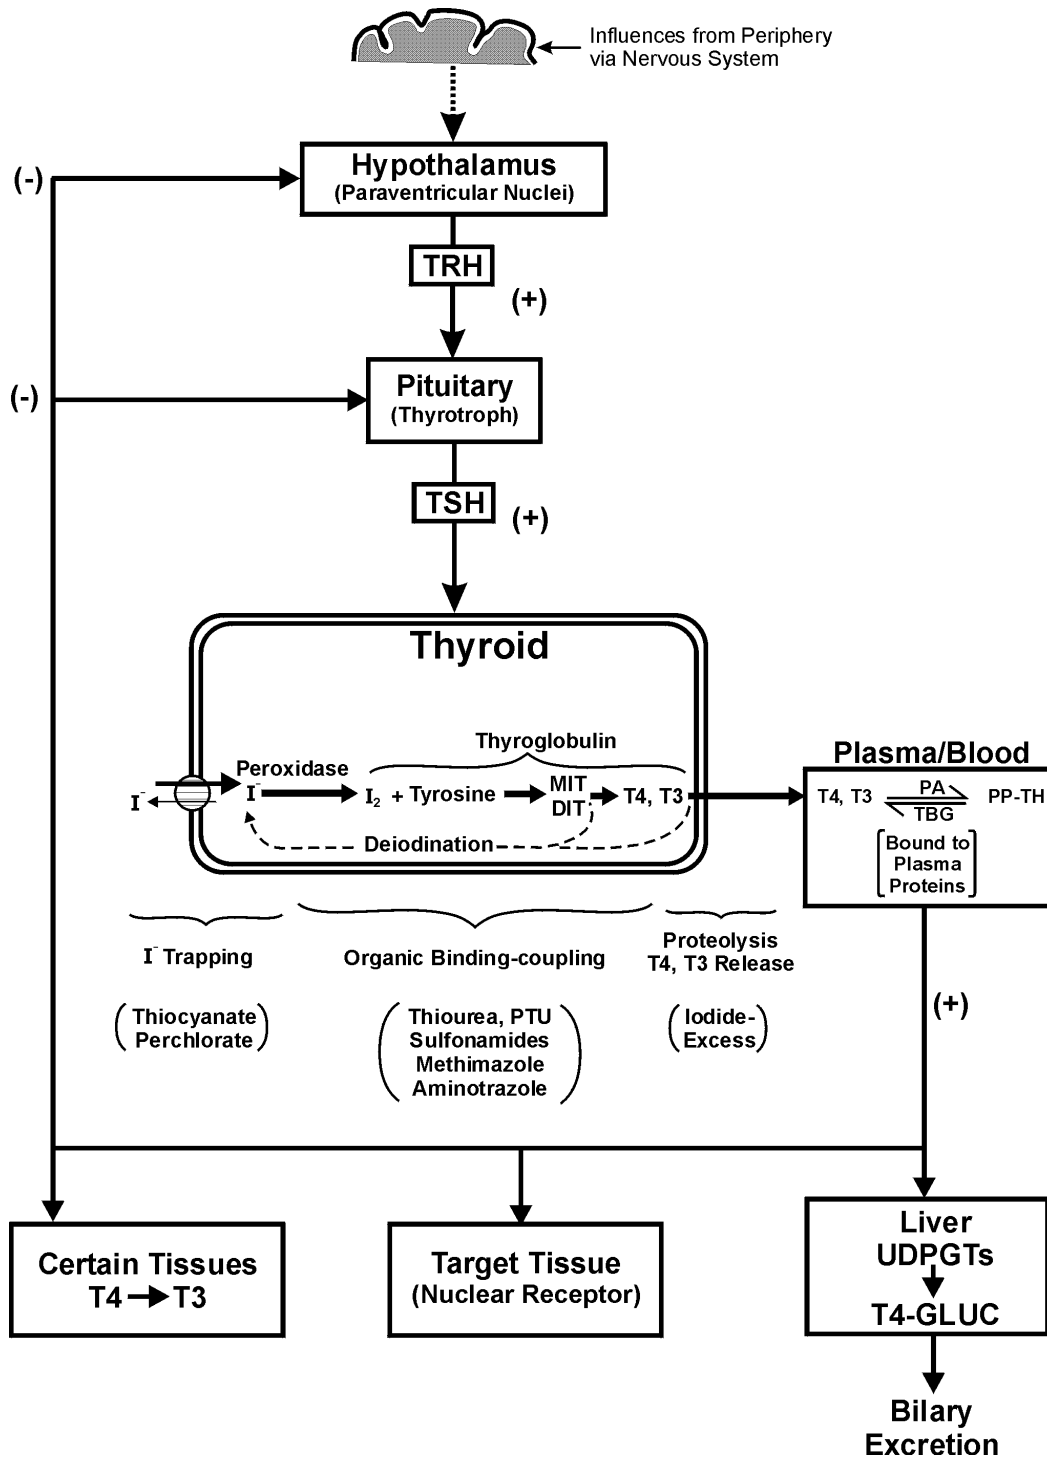 Influences from Periphery
via Nervous System
Hypothalamus
(Paraventricular Nuclei)
(-)
TRH
(+)
Pituitary
(Thyrotroph)
(-)
TSH
(+)
Thyroid
Thyroglobulin
Peroxidase
I⁻
I⁻
I₂ + Tyrosine
MIT
DIT
T4, T3
Deiodination
Plasma/Blood
T4, T3
PA
TBG
PP-TH
[Bound to
Plasma
Proteins]
I⁻ Trapping
(Thiocyanate
Perchlorate)
Organic Binding-coupling
(Thiourea, PTU
Sulfonamides
Methimazole
Aminotrazole)
Proteolysis
T4, T3 Release
(Iodide-
Excess)
(+)
Certain Tissues
T4 → T3
Target Tissue
(Nuclear Receptor)
Liver
UDPGTs
T4-GLUC
Bilary
Excretion